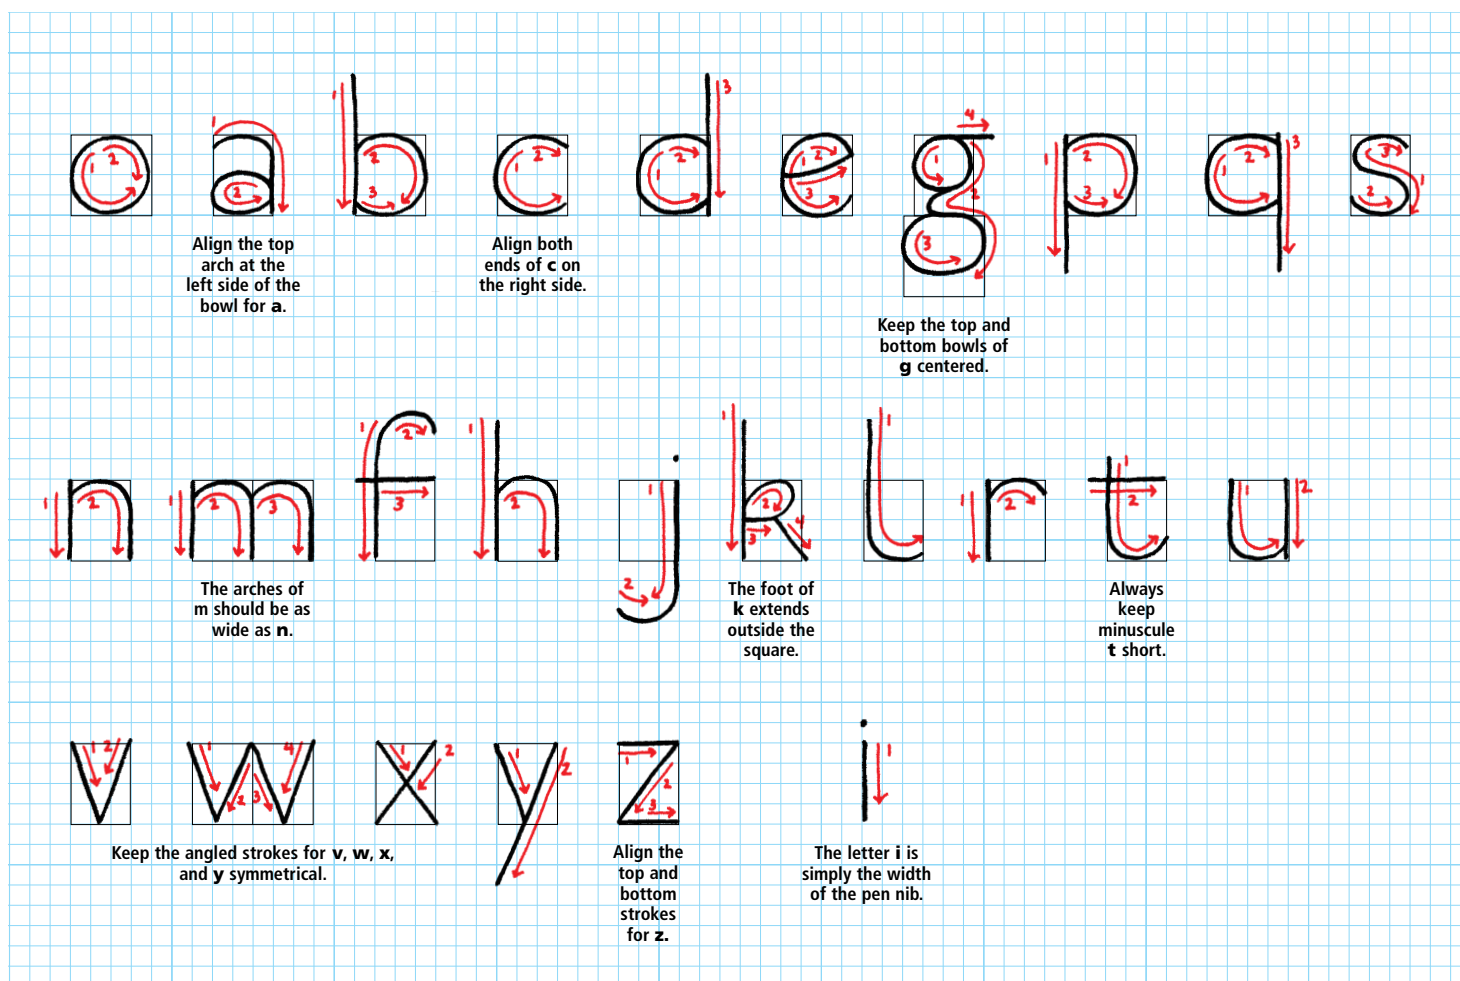 o a b c d e g p q s
Align the top
arch at the
left side of the
bowl for a.
Align both
ends of c on
the right side.
Keep the top and
bottom bowls of
g centered.
n m f h j k l r t u
The arches of
m should be as
wide as n.
The foot of
k extends
outside the
square.
Always
keep
minuscule
t short.
v w x y z i
Keep the angled strokes for v, w, x,
and y symmetrical.
Align the
top and
bottom
strokes
for z.
The letter i is
simply the width
of the pen nib.